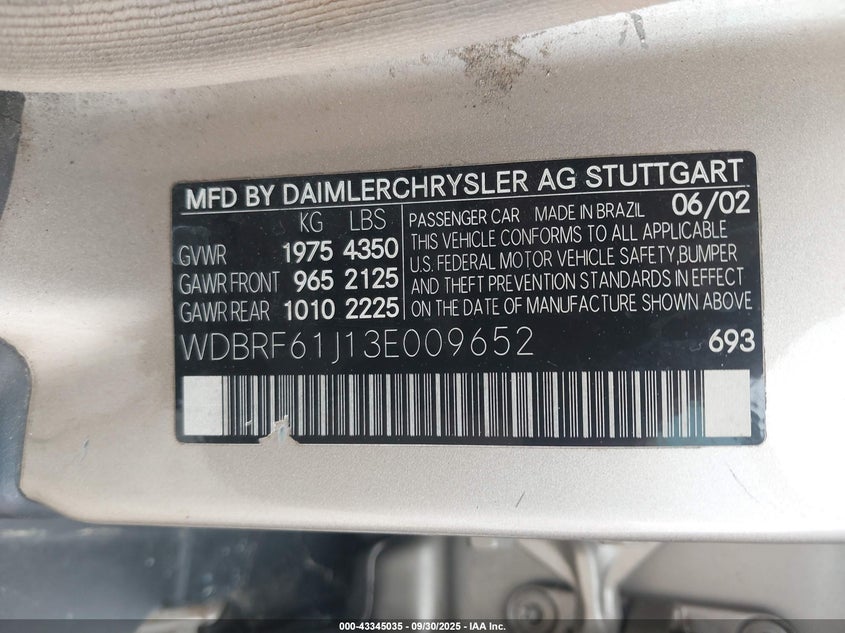 MFD BY DAIMLERCHRYSLER AG STUTTGART
KG LBS
GVWR 1975 4350
GAWR FRONT 965 2125
GAWR REAR 1010 2225
PASSENGER CAR MADE IN BRAZIL 06/02
THIS VEHICLE CONFORMS TO ALL APPLICABLE
U.S. FEDERAL MOTOR VEHICLE SAFETY,BUMPER
AND THEFT PREVENTION STANDARDS IN EFFECT
ON THE DATE OF MANUFACTURE SHOWN ABOVE.
WDBRF61J13E009652 693
000-43345035 - 09/30/2025 - IAA Inc.